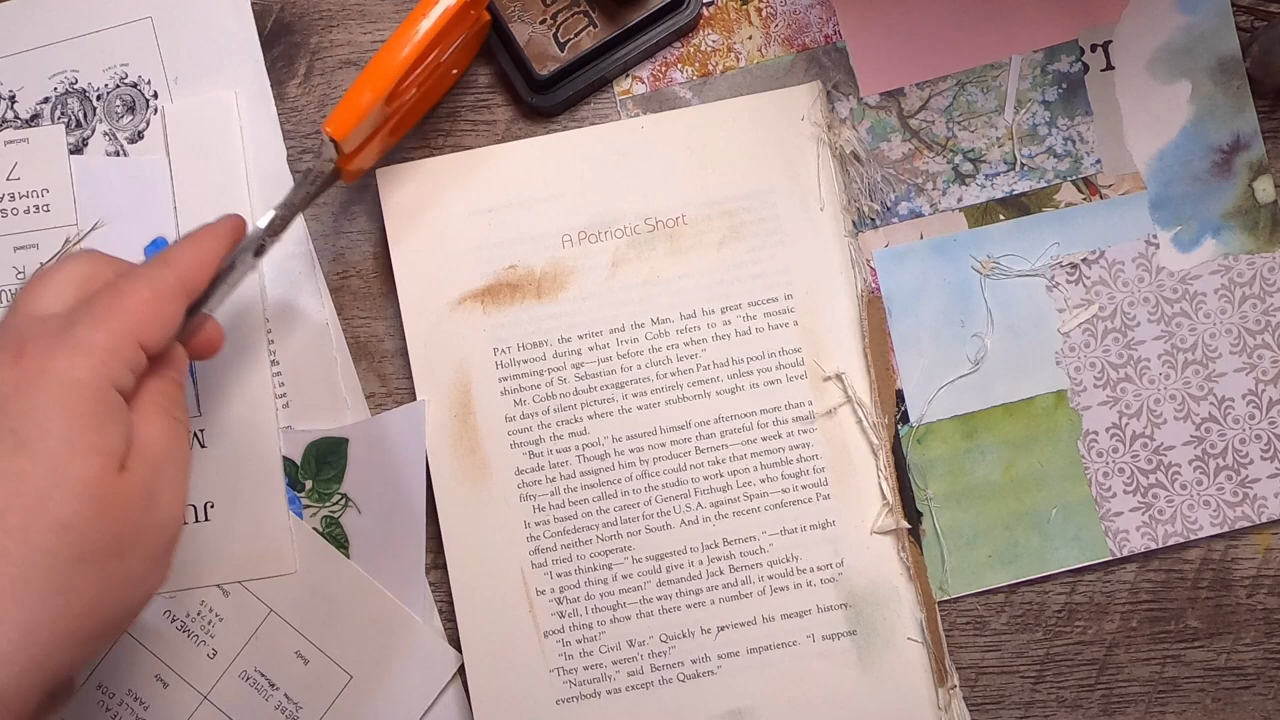 A Patriotic Short
PAT HOBBY, the writer and the Man, had his great success in
Hollywood during what Irvin Cobb refers to as "the mosaic
swimming-pool age—just before the era when they had to have a
shinbone of St. Sebastian for a clutch lever."
Mr. Cobb no doubt exaggerates, for when Pat had his pool in those
fat days of silent pictures, it was entirely cement, unless you should
count the cracks where the water stubbornly sought its own level
through the mud.
"But it was a pool," he assured himself one afternoon more than a
decade later. Though he was now more than grateful for this small
chore he had assigned him by producer Berners—one week at two-
fifty—all the insolence of office could not take that memory away.
He had been called in to the studio to work upon a humble short.
It was based on the career of General Fitzhugh Lee, who fought for
the Confederacy and later for the U.S.A. against Spain—so it would
offend neither North nor South. And in the recent conference Pat
had tried to cooperate.
"I was thinking—" he suggested to Jack Berners, "—that it might
be a good thing if we could give it a Jewish touch."
"What do you mean?" demanded Jack Berners quickly.
"Well, I thought—the way things are and all, it would be a sort of
good thing to show that there were a number of Jews in it, too."
"In what?"
"In the Civil War." Quickly he reviewed his meager history.
"They were, weren't they?"
"Naturally," said Berners with some impatience. "I suppose
everybody was except the Quakers."
Incised
7
DEPOS
JUMEA
Incised
R
JU
E.JUMEAU
MED.OR
1878
PARIS
Body
BEBE JUMEAU
Body
PARIS